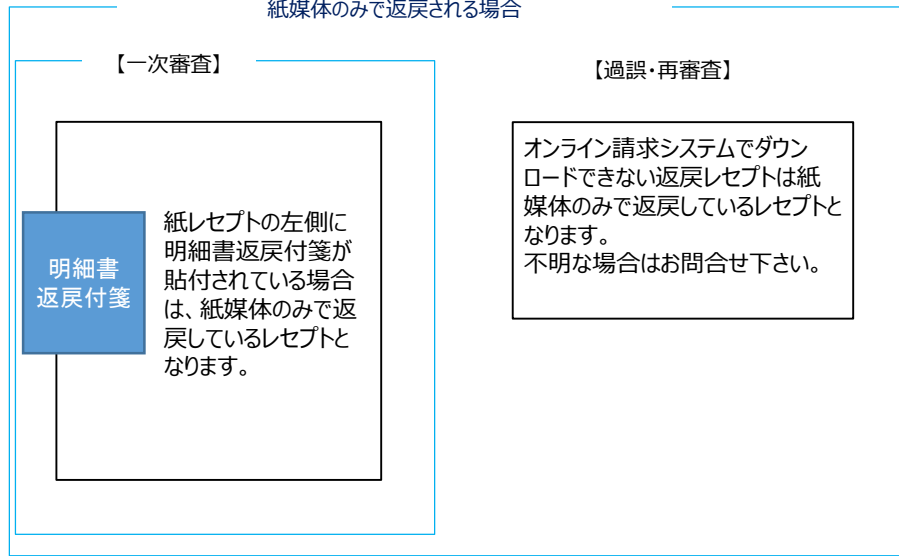 紙媒体のみで返戻される場合
【一次審査】
明細書
返戻付箋
紙レセプトの左側に
明細書返戻付箋が
貼付されている場合
は、紙媒体のみで返
戻しているレセプトと
なります。
【過誤・再審査】
オンライン請求システムでダウン
ロードできない返戻レセプトは紙
媒体のみで返戻しているレセプトと
なります。
不明な場合はお問合せ下さい。